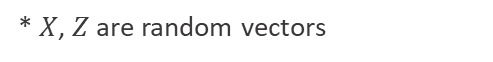 * X, Z are random vectors